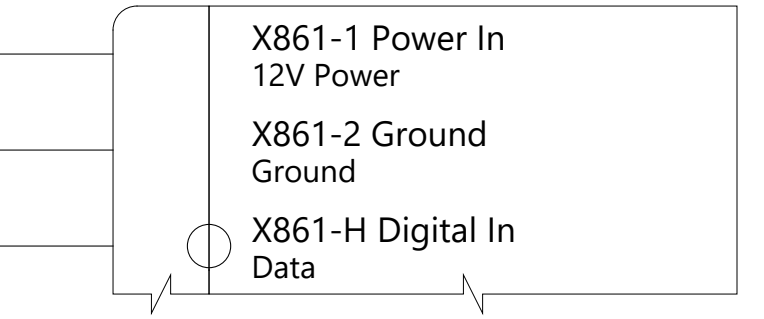 X861-1 Power In
12V Power
X861-2 Ground
Ground
X861-H Digital In
Data